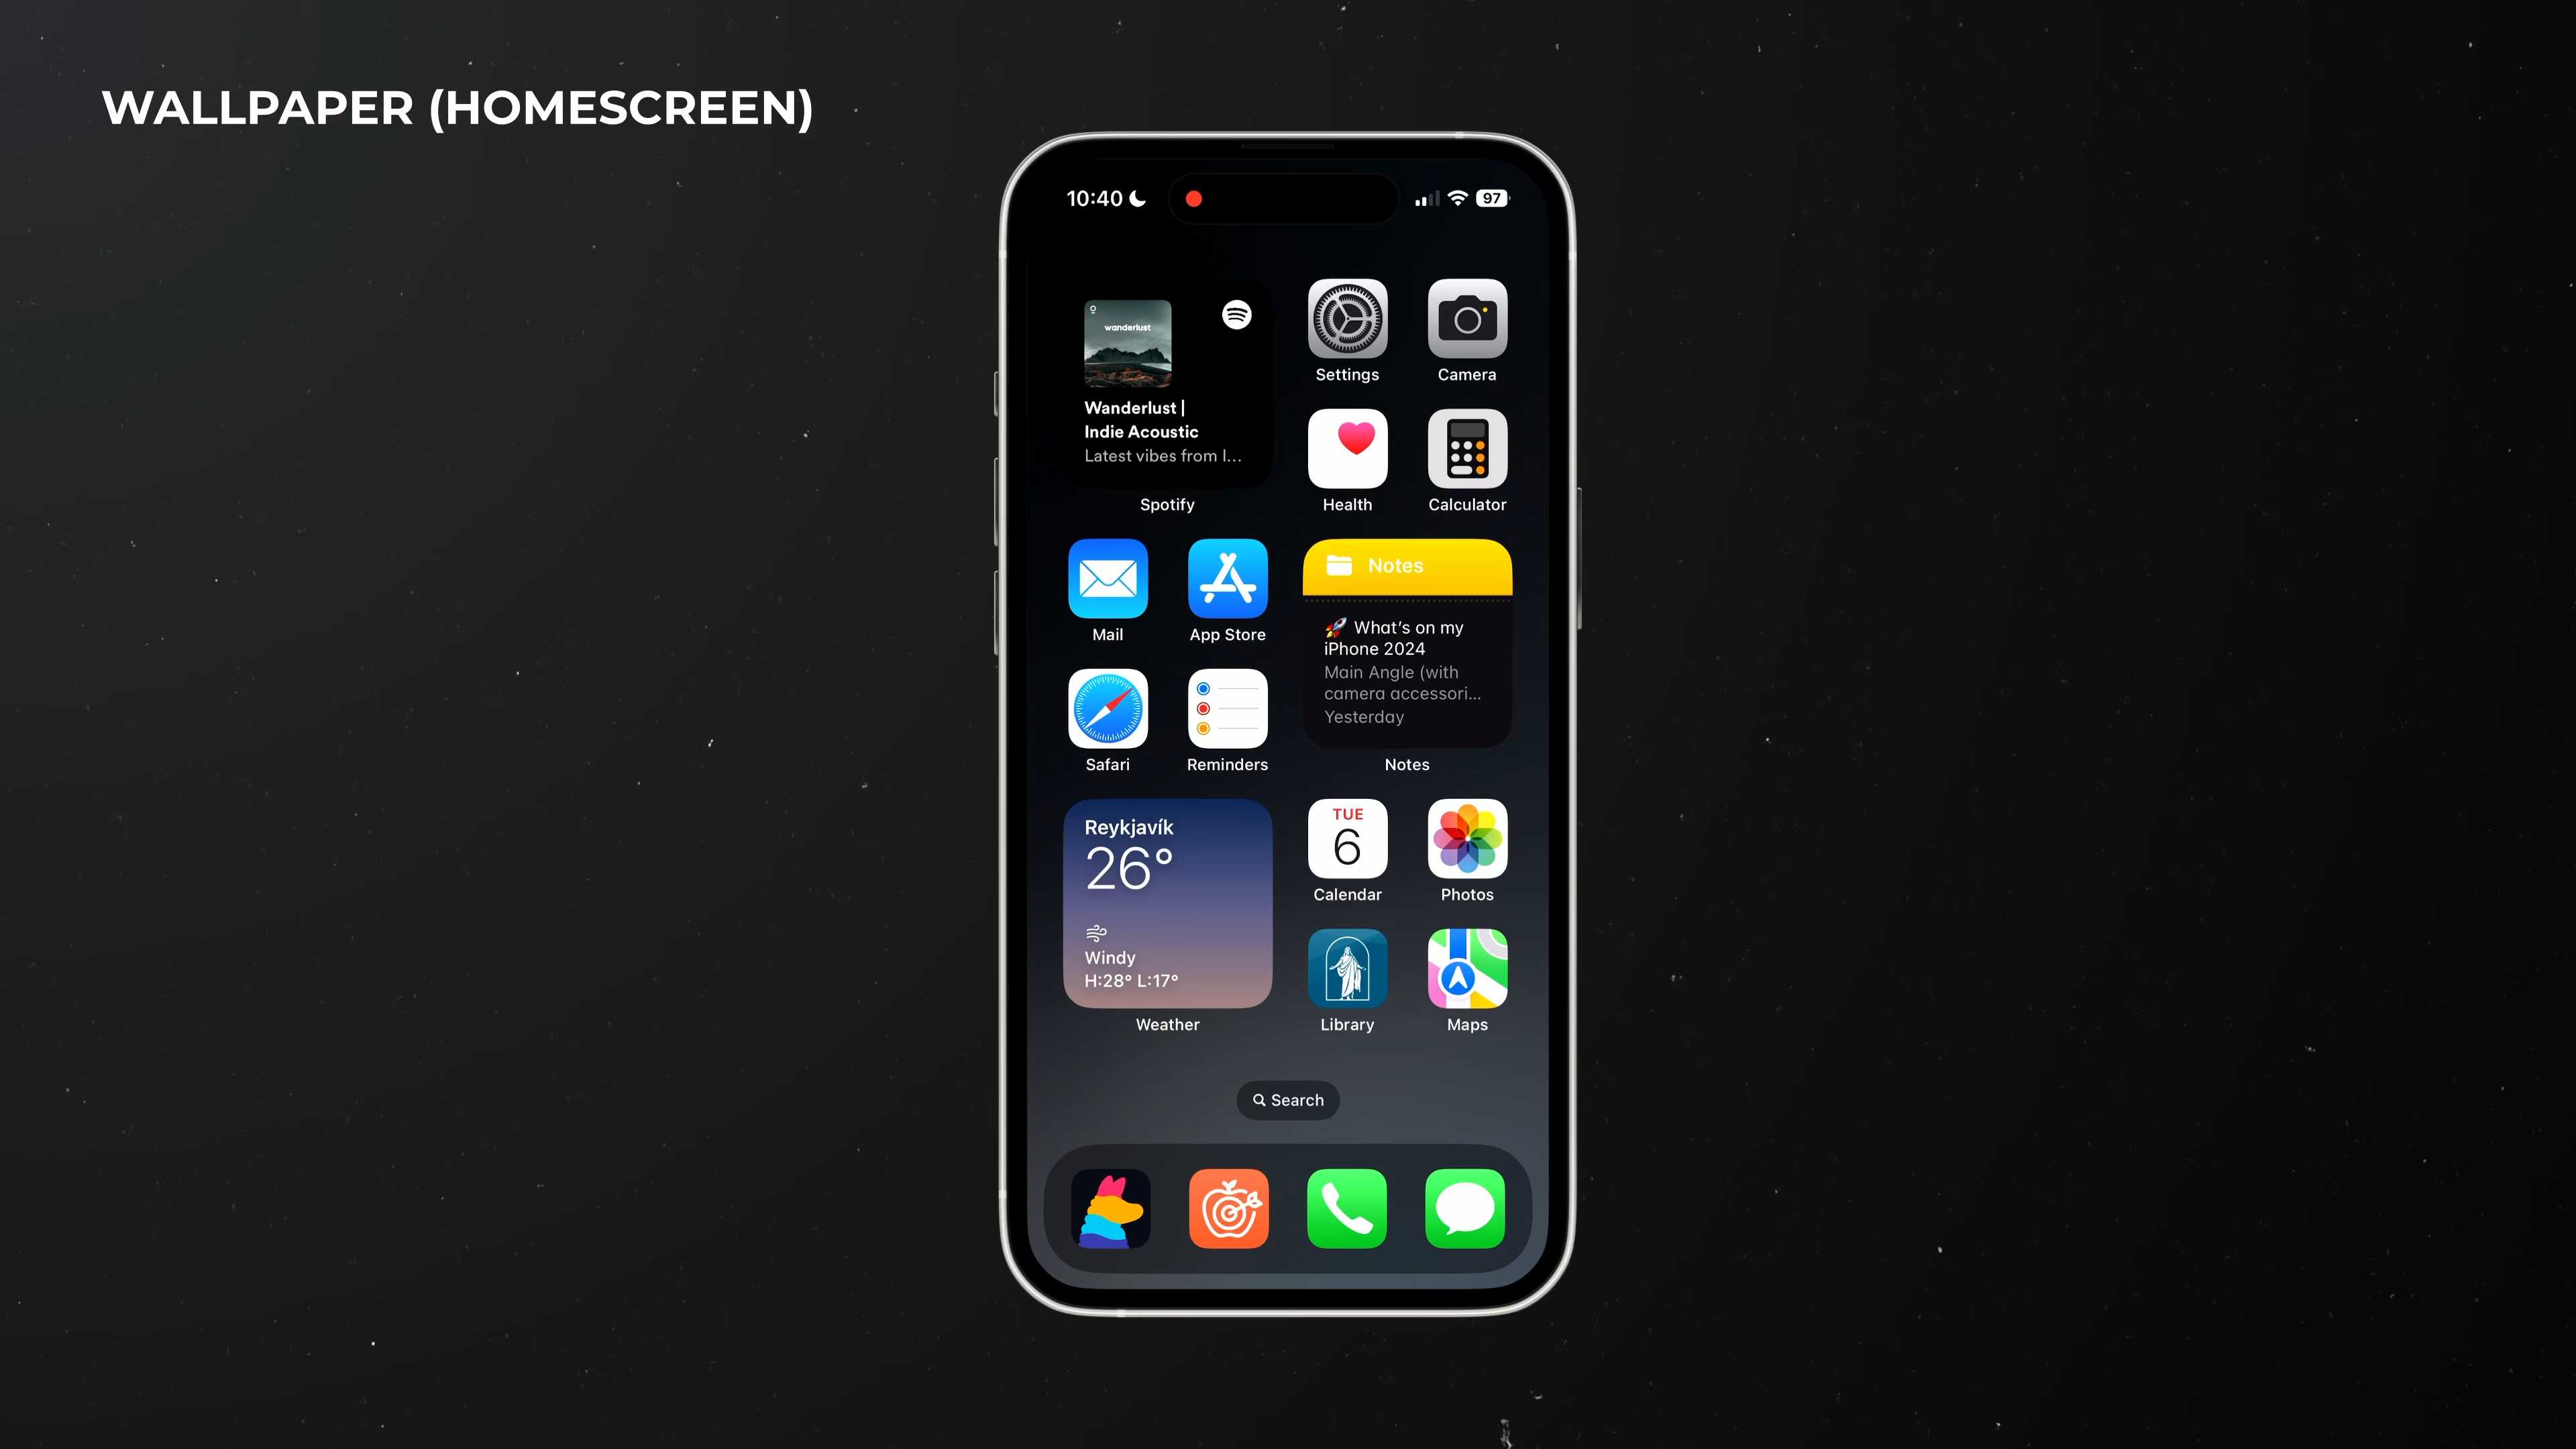 WALLPAPER (HOMESCREEN)
10:40
97
wanderlust
Wanderlust |
Indie Acoustic
Latest vibes from I...
Spotify
Settings
Camera
Health
Calculator
Mail
App Store
Safari
Reminders
Notes
🚀 What's on my
iPhone 2024
Main Angle (with
camera accessori...
Yesterday
Notes
Reykjavík
26°
Windy
H:28° L:17°
Weather
TUE
6
Calendar
Photos
Library
Maps
Search